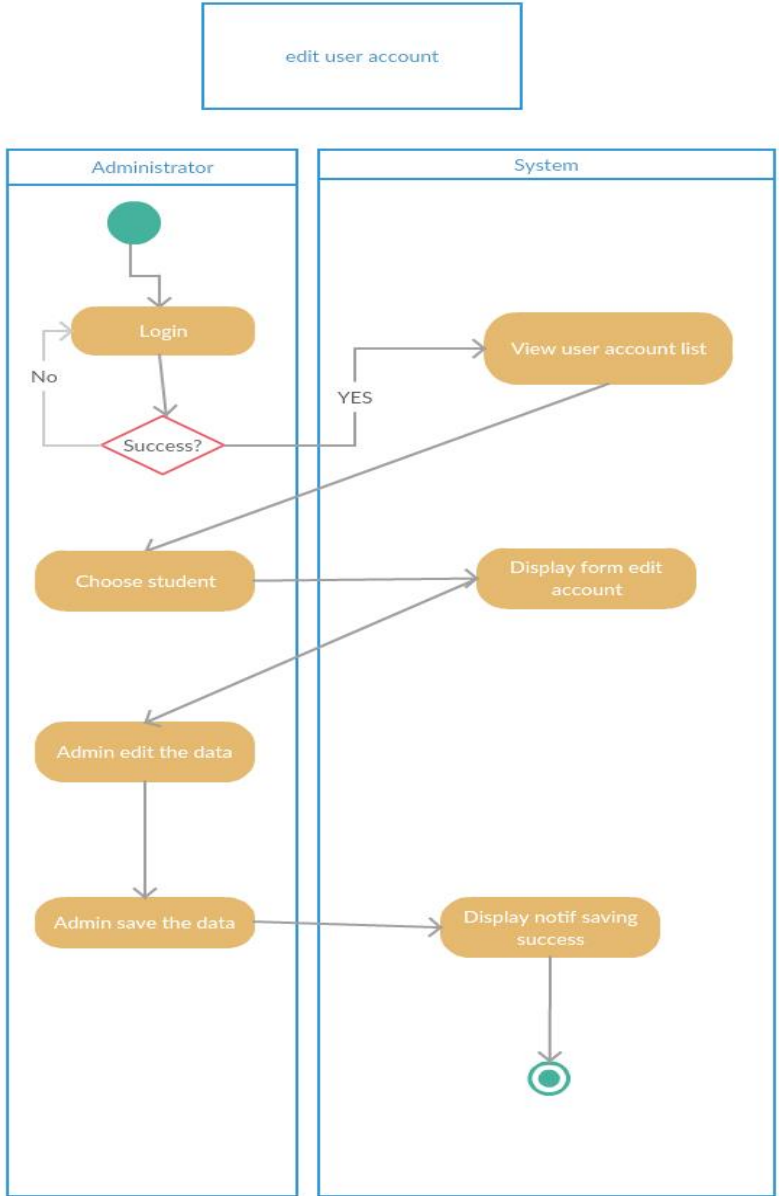 edit user account
Administrator
System
Login
View user account list
No
YES
Success?
Choose student
Display form edit
account
Admin edit the data
Admin save the data
Display notif saving
success